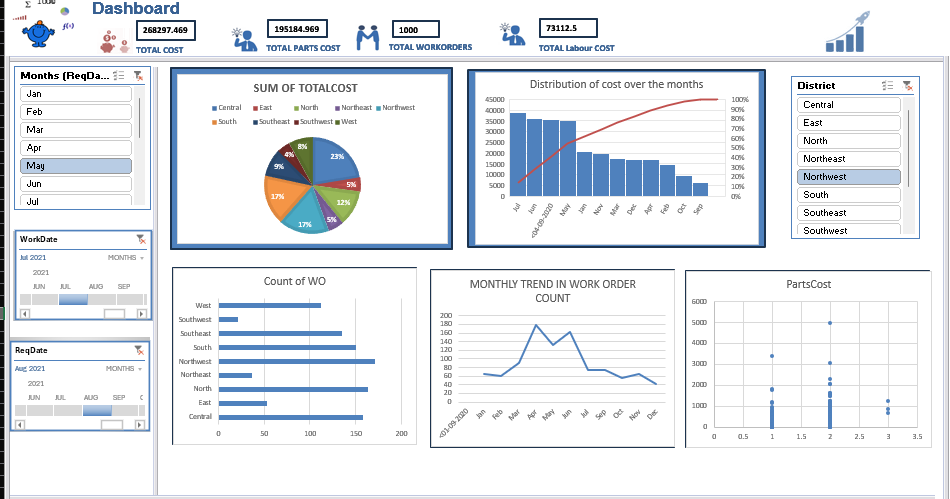 Σ 1000
Dashboard
f(x)
268297.469
TOTAL COST
195184.969
TOTAL PARTS COST
1000
TOTAL WORKORDERS
73112.5
TOTAL Labour COST
Months (ReqDa...
Jan
Feb
Mar
Apr
May
Jun
Jul
SUM OF TOTALCOST
Central East North Northeast Northwest
South Southeast Southwest West
23%
5%
12%
5%
17%
17%
9%
4%
8%
Distribution of cost over the months
45000
40000
35000
30000
25000
20000
15000
10000
5000
0
100%
90%
80%
70%
60%
50%
40%
30%
20%
10%
0%
Jul Jun <04-09-2020 May Jan Nov Mar Dec Apr Feb Oct Sep
District
Central
East
North
Northeast
Northwest
South
Southeast
Southwest
WorkDate
Jul 2021 MONTHS
2021
JUN JUL AUG SEP
ReqDate
Aug 2021 MONTHS
2021
JUN JUL AUG SEP
Count of WO
West
Southwest
Southeast
South
Northwest
Northeast
North
East
Central
0 50 100 150 200
MONTHLY TREND IN WORK ORDER
COUNT
200
180
160
140
120
100
80
60
40
20
0
<01-09-2020 Jan Feb Mar Apr May Jun Jul Sep Oct Nov Dec
PartsCost
6000
5000
4000
3000
2000
1000
0
0 0.5 1 1.5 2 2.5 3 3.5